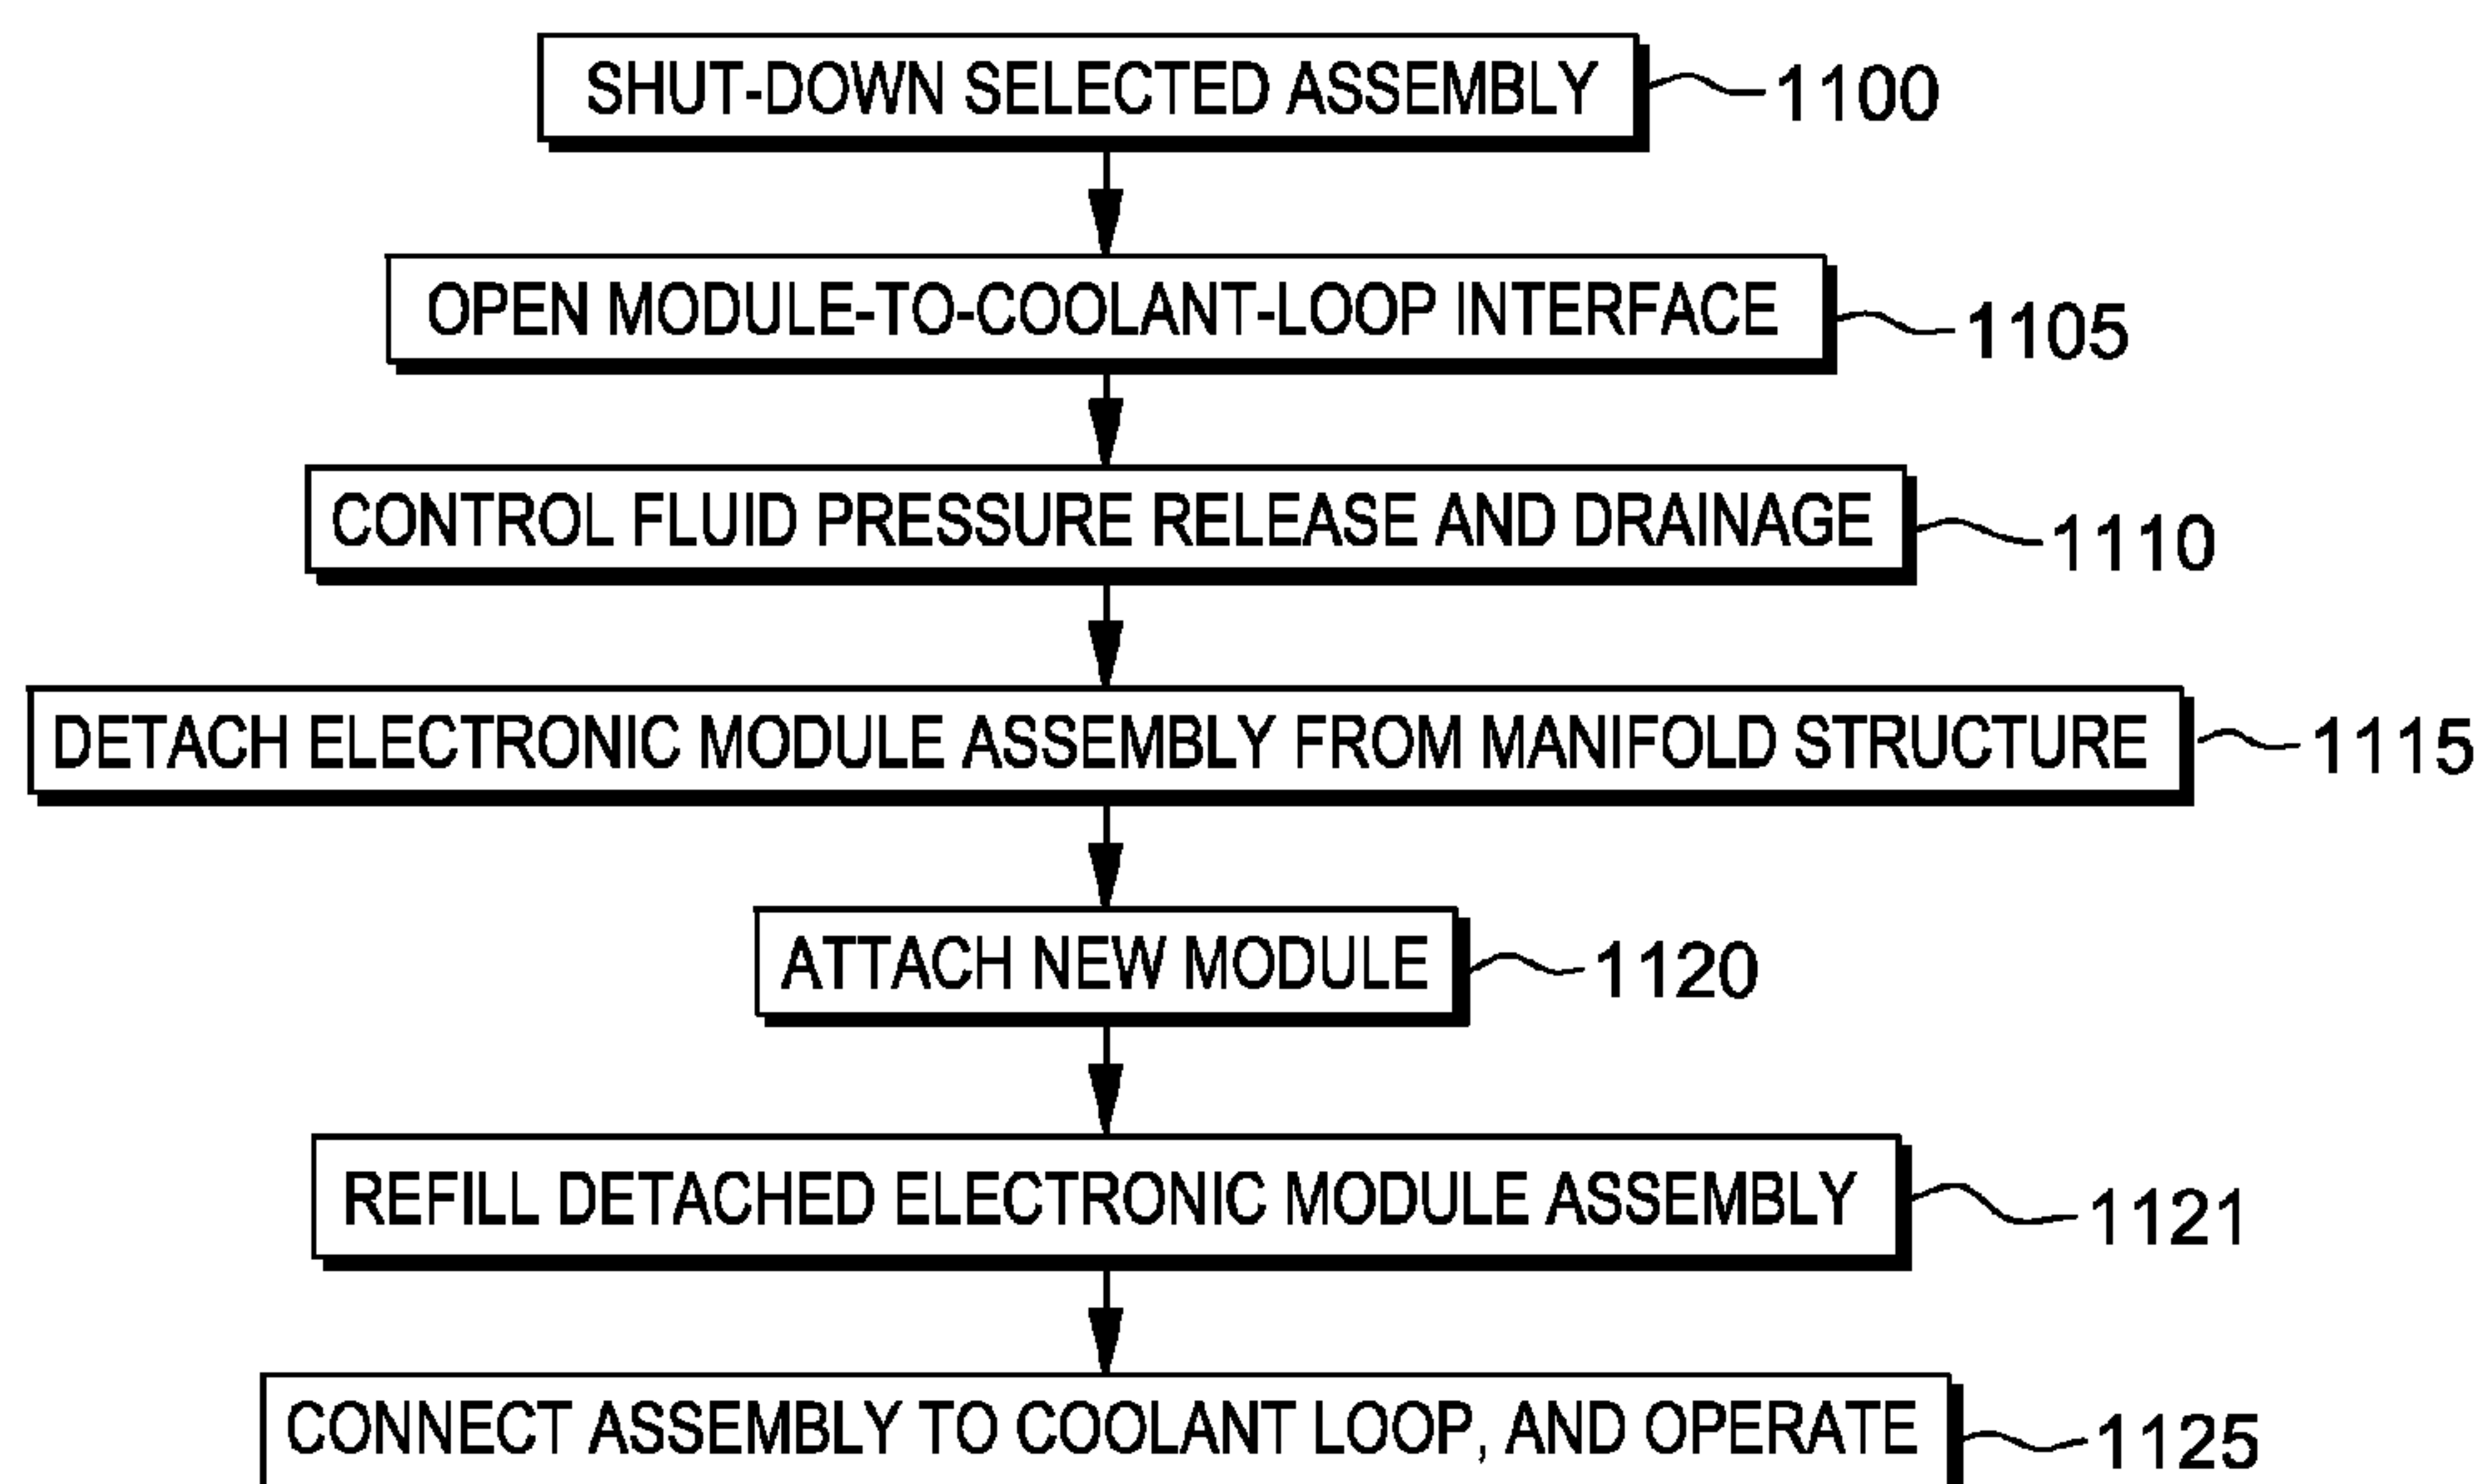 SHUT-DOWN SELECTED ASSEMBLY 1100
OPEN MODULE-TO-COOLANT-LOOP INTERFACE 1105
CONTROL FLUID PRESSURE RELEASE AND DRAINAGE 1110
DETACH ELECTRONIC MODULE ASSEMBLY FROM MANIFOLD STRUCTURE 1115
ATTACH NEW MODULE 1120
REFILL DETACHED ELECTRONIC MODULE ASSEMBLY 1121
CONNECT ASSEMBLY TO COOLANT LOOP, AND OPERATE 1125